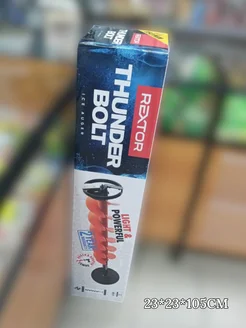 REXTOR
THUNDER
BOLT
ICE AUGER
LIGHT &
POWERFUL
23*23*105CM